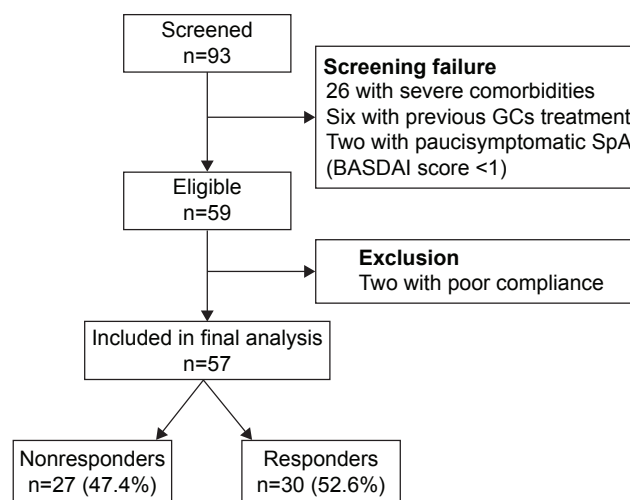 Screened
n=93
Screening failure
26 with severe comorbidities
Six with previous GCs treatment
Two with paucisymptomatic SpA
(BASDAI score <1)
Eligible
n=59
Exclusion
Two with poor compliance
Included in final analysis
n=57
Nonresponders
n=27 (47.4%)
Responders
n=30 (52.6%)